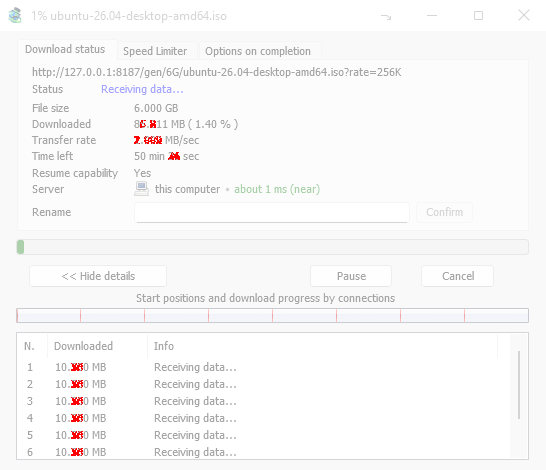 1% ubuntu-26.04-desktop-amd64.iso
Download status Speed Limiter Options on completion
http://127.0.0.1:8187/gen/6G/ubuntu-26.04-desktop-amd64.iso?rate=256K
Status Receiving data...
File size 6.000 GB
Downloaded MB ( 1.40 % )
Transfer rate MB/sec
Time left 50 min sec
Resume capability Yes
Server this computer • about 1 ms (near)
Rename Confirm
<< Hide details Pause Cancel
Start positions and download progress by connections
N. Downloaded Info
1 MB Receiving data...
2 MB Receiving data...
3 MB Receiving data...
4 MB Receiving data...
5 MB Receiving data...
6 MB Receiving data...